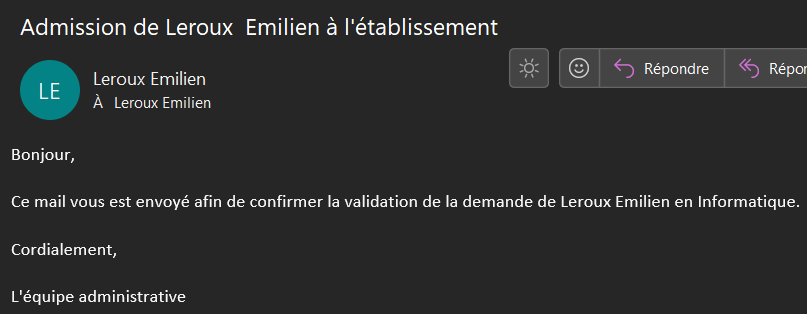 Admission de Leroux  Emilien à l'établissement
LE
Leroux Emilien
À Leroux Emilien
Répondre
Répon
Bonjour,
Ce mail vous est envoyé afin de confirmer la validation de la demande de Leroux Emilien en Informatique.
Cordialement,
L'équipe administrative